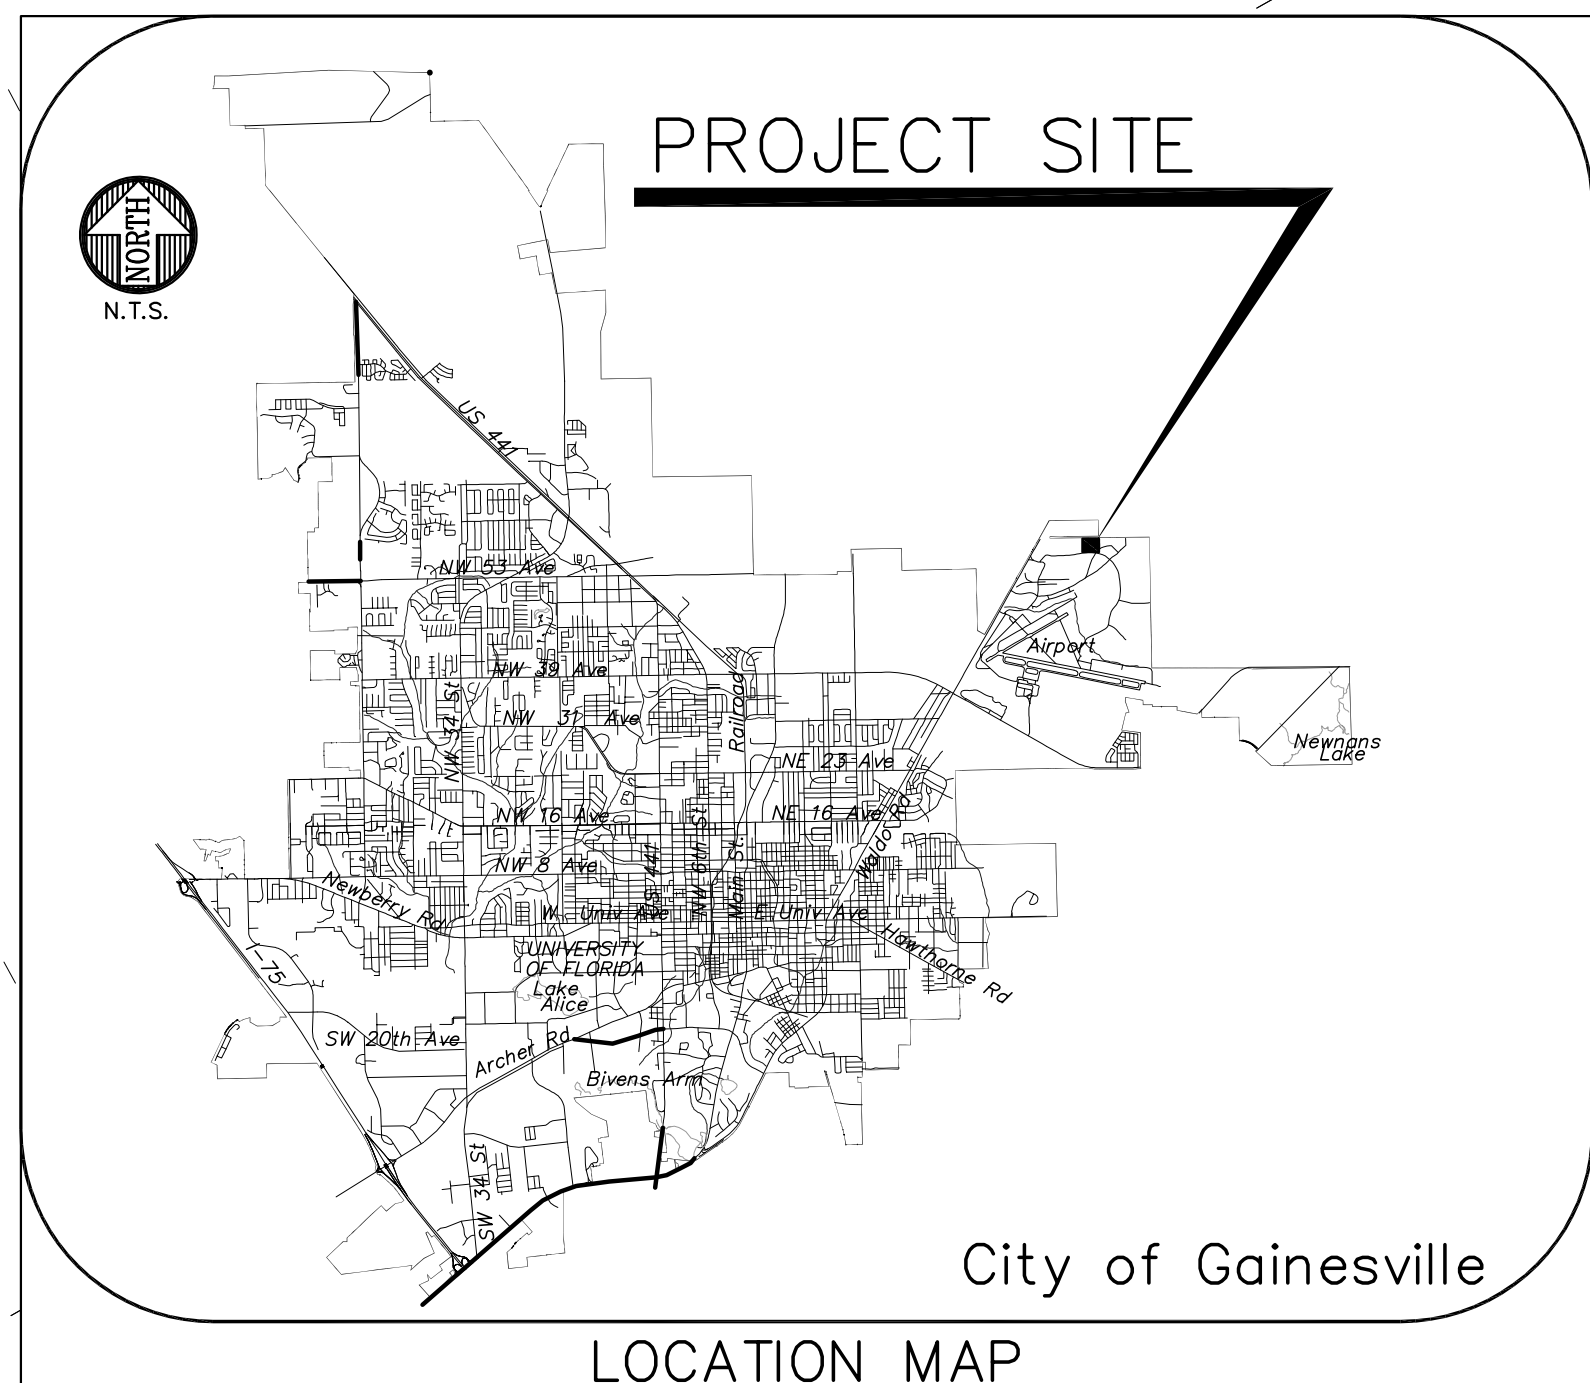 PROJECT SITE
NORTH
N.T.S.
US 441
NW 53 Ave
Airport
NW 39 Ave
NW 34 St
NW 31 Ave
Railroad
Newnans
Lake
NE 23 Ave
NW 16 Ave
NE 16 Ave
Waldo Rd
NW 6th St
Main St.
US 441
NW 8 Ave
Newberry Rd
W. Univ Ave
E Univ Ave
Hawthorne Rd
UNIVERSITY
OF FLORIDA
I-75
Lake
Alice
SW 20th Ave
Archer Rd
Bivens Arm
SW 34 St
City of Gainesville
LOCATION MAP